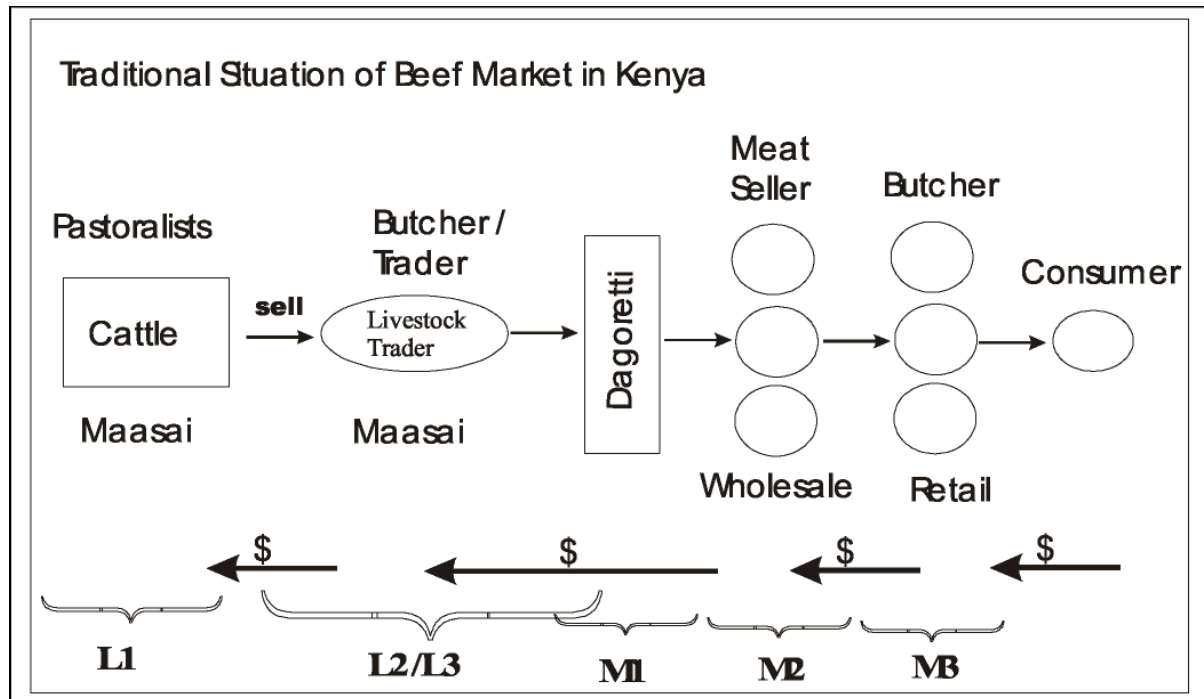 Traditional Situation of Beef Market in Kenya
Pastoralists
Cattle
Maasai
sell
Butcher /
Trader
Livestock
Trader
Maasai
Dagoretti
Meat
Seller
Wholesale
Butcher
Retail
Consumer
$
$
$
$
L1
L2/L3
M1
M2
M3